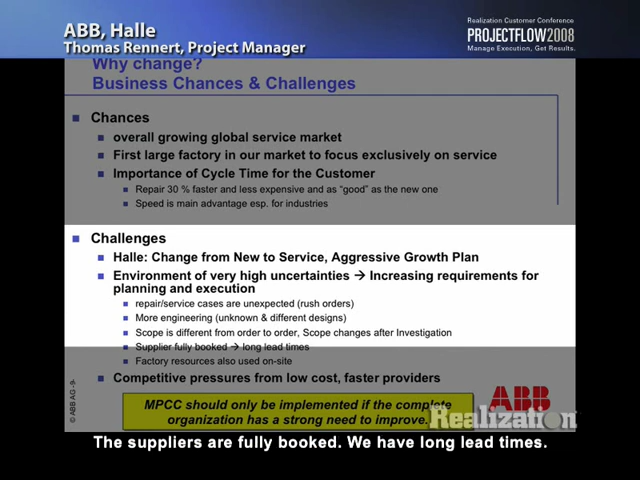 ABB, Halle
Thomas Rennert, Project Manager
Realization Customer Conference
PROJECTFLOW2008
Manage Execution, Get Results.
Why change?
Business Chances & Challenges
Chances
overall growing global service market
First large factory in our market to focus exclusively on service
Importance of Cycle Time for the Customer
Repair 30 % faster and less expensive and as “good” as the new one
Speed is main advantage esp. for industries
Challenges
Halle: Change from New to Service, Aggressive Growth Plan
Environment of very high uncertainties → Increasing requirements for
planning and execution
repair/service cases are unexpected (rush orders)
More engineering (unknown & different designs)
Scope is different from order to order, Scope changes after Investigation
Supplier fully booked → long lead times
Factory resources also used on-site
Competitive pressures from low cost, faster providers
MPCC should only be implemented if the complete
organization has a strong need to improve.
© ABB AG -9-
ABB
Realization
The suppliers are fully booked. We have long lead times.